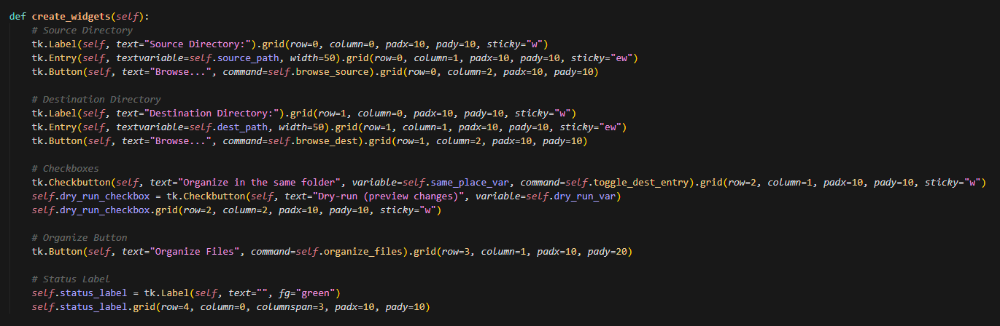 def create_widgets(self):
    # Source Directory
    tk.Label(self, text="Source Directory:").grid(row=0, column=0, padx=10, pady=10, sticky="w")
    tk.Entry(self, textvariable=self.source_path, width=50).grid(row=0, column=1, padx=10, pady=10, sticky="ew")
    tk.Button(self, text="Browse...", command=self.browse_source).grid(row=0, column=2, padx=10, pady=10)

    # Destination Directory
    tk.Label(self, text="Destination Directory:").grid(row=1, column=0, padx=10, pady=10, sticky="w")
    tk.Entry(self, textvariable=self.dest_path, width=50).grid(row=1, column=1, padx=10, pady=10, sticky="ew")
    tk.Button(self, text="Browse...", command=self.browse_dest).grid(row=1, column=2, padx=10, pady=10)

    # Checkboxes
    tk.Checkbutton(self, text="Organize in the same folder", variable=self.same_place_var, command=self.toggle_dest_entry).grid(row=2, column=1, padx=10, pady=10, sticky="w")
    self.dry_run_checkbox = tk.Checkbutton(self, text="Dry-run (preview changes)", variable=self.dry_run_var)
    self.dry_run_checkbox.grid(row=2, column=2, padx=10, pady=10, sticky="w")

    # Organize Button
    tk.Button(self, text="Organize Files", command=self.organize_files).grid(row=3, column=1, padx=10, pady=20)

    # Status Label
    self.status_label = tk.Label(self, text="", fg="green")
    self.status_label.grid(row=4, column=0, columnspan=3, padx=10, pady=10)